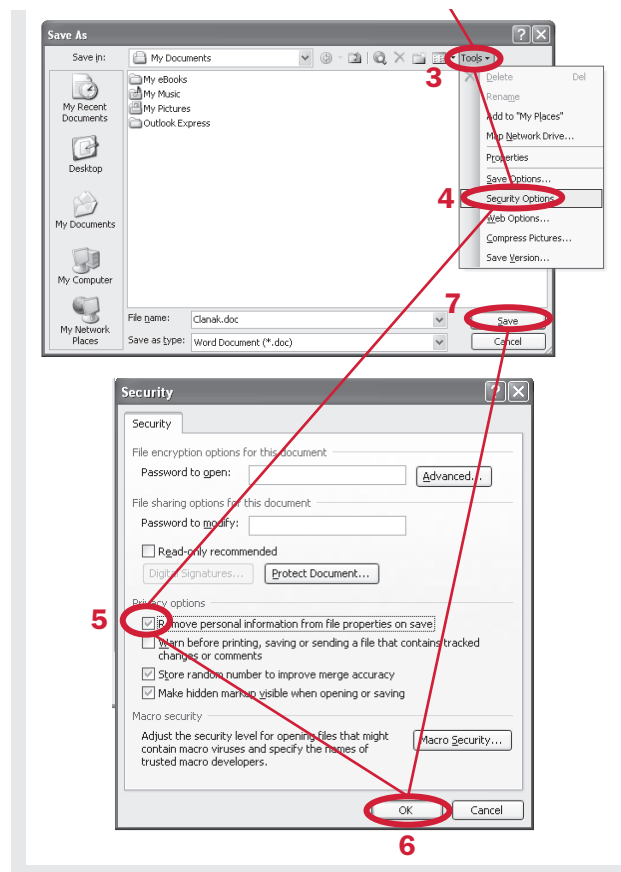 Save As
Save in:
My Documents
3
Tools
My eBooks
My Music
My Pictures
Outlook Express
My Recent
Documents
Desktop
My Documents
My Computer
My Network
Places
Delete Del
Rename
Add to "My Places"
Map Network Drive...
Properties
Save Options...
4
Security Options
Web Options...
Compress Pictures...
Save Version...
7
File name:
Clanak.doc
Save
Save as type:
Word Document (*.doc)
Cancel
Security
Security
File encryption options for this document
Password to open:
Advanced...
File sharing options for this document
Password to modify:
Read-only recommended
Digital Signatures...
Protect Document...
Privacy options
5
Remove personal information from file properties on save
Warn before printing, saving or sending a file that contains tracked
changes or comments
Store random number to improve merge accuracy
Make hidden markup visible when opening or saving
Macro security
Adjust the security level for opening files that might
contain macro viruses and specify the names of
trusted macro developers.
Macro Security...
OK
Cancel
6